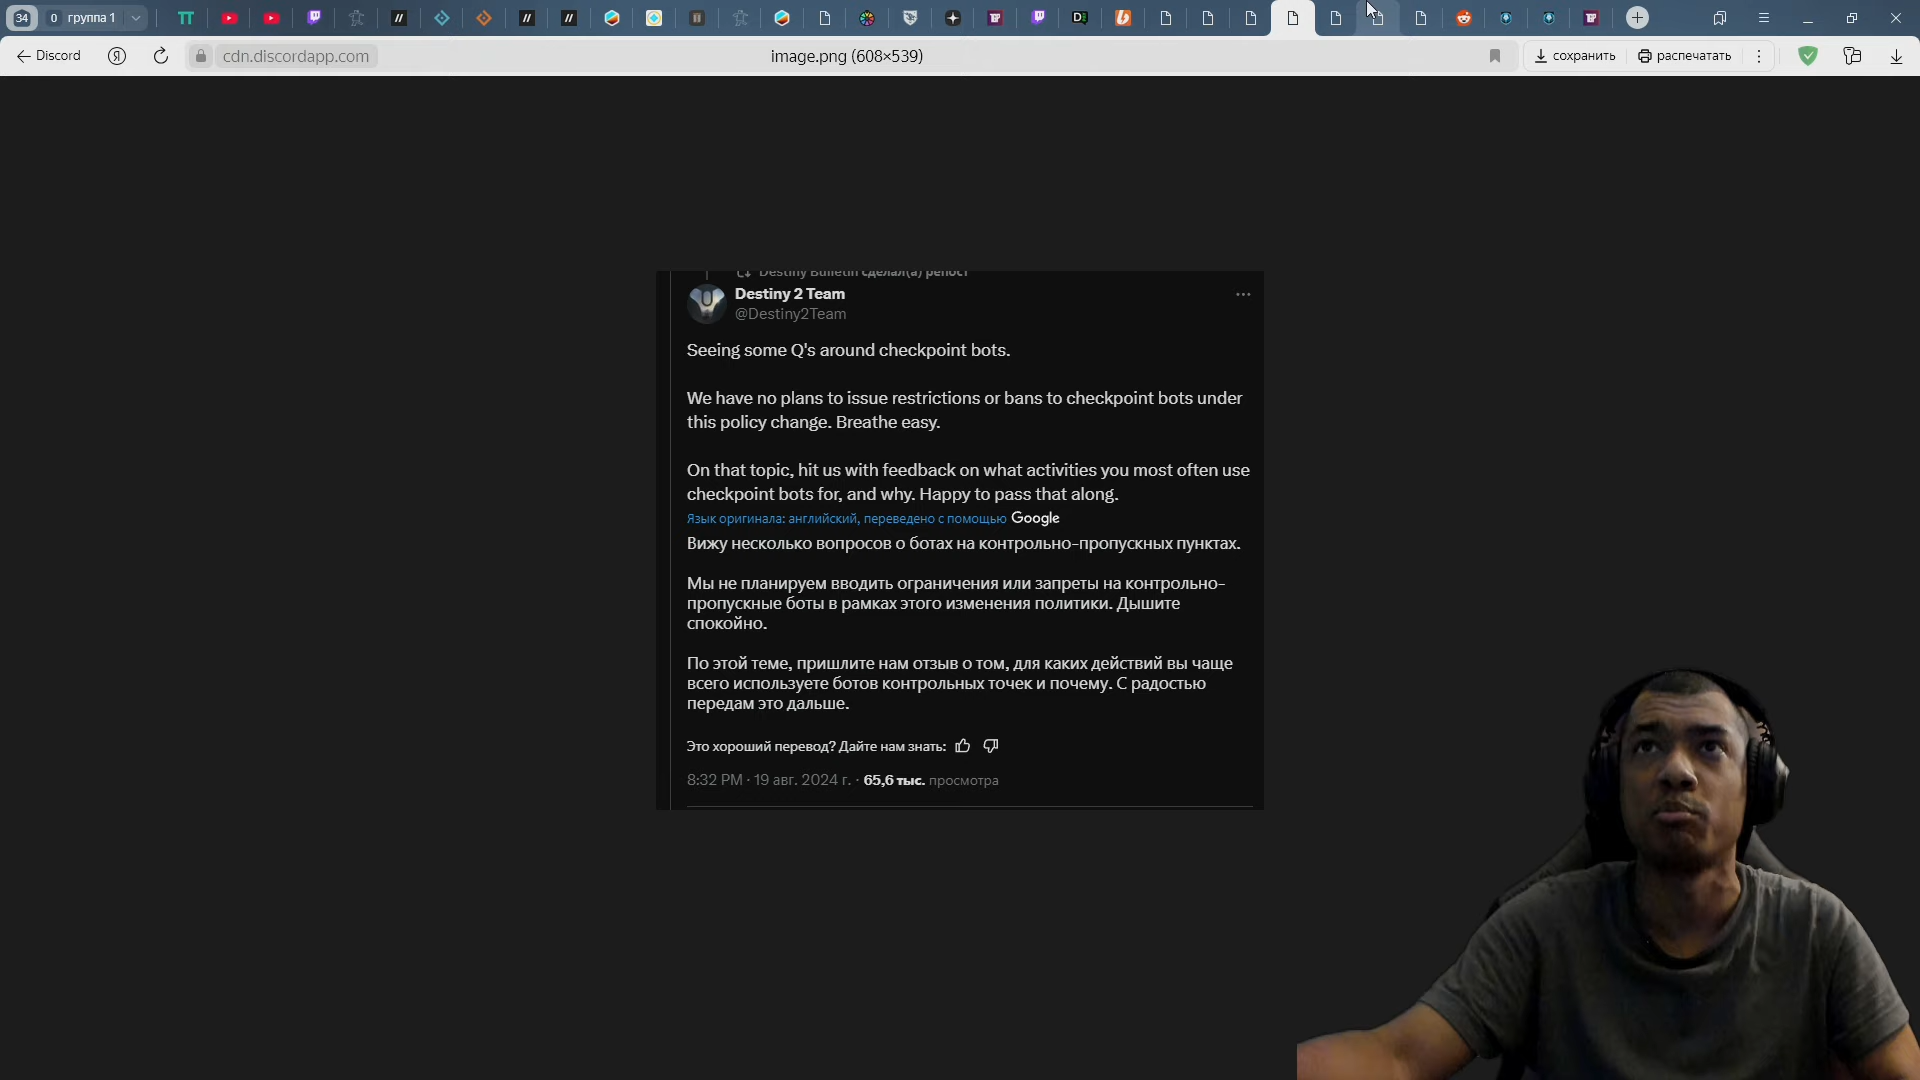 34 0 группа 1
Discord cdn.discordapp.com image.png (608×539) сохранить распечатать
Destiny Bulletin сделал(а) репост
Destiny 2 Team
@Destiny2Team
Seeing some Q's around checkpoint bots.
We have no plans to issue restrictions or bans to checkpoint bots under
this policy change. Breathe easy.
On that topic, hit us with feedback on what activities you most often use
checkpoint bots for, and why. Happy to pass that along.
Язык оригинала: английский, переведено с помощью Google
Вижу несколько вопросов о ботах на контрольно-пропускных пунктах.
Мы не планируем вводить ограничения или запреты на контрольно-
пропускные боты в рамках этого изменения политики. Дышите
спокойно.
По этой теме, пришлите нам отзыв о том, для каких действий вы чаще
всего используете ботов контрольных точек и почему. С радостью
передам это дальше.
Это хороший перевод? Дайте нам знать:
8:32 PM · 19 авг. 2024 г. · 65,6 тыс. просмотра